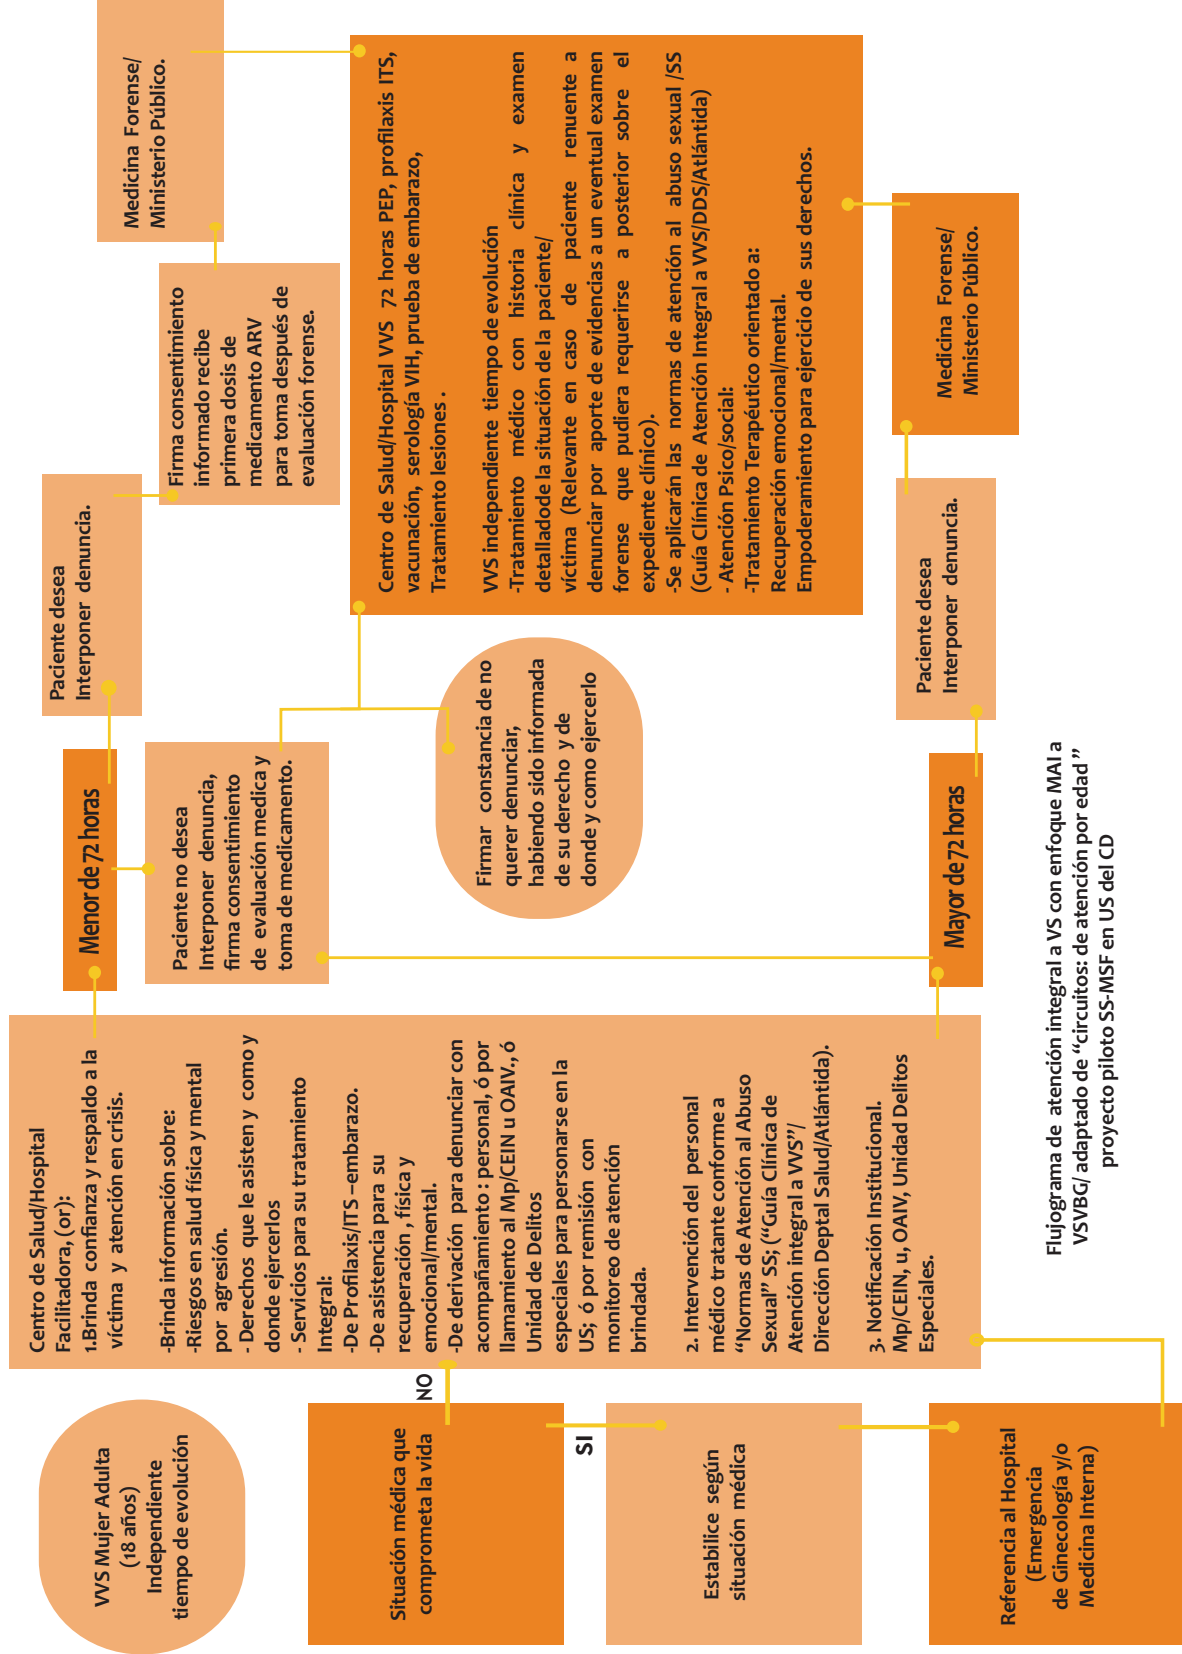 VVS Mujer Adulta
(18 años)
Independiente
tiempo de evolución
Situación médica que
comprometa la vida
NO
SI
Estabilice según
situación médica
Referencia al Hospital
(Emergencia
de Ginecología y/o
Medicina Interna)
Centro de Salud/Hospital
Facilitadora, (or):
1.Brinda confianza y respaldo a la
víctima y atención en crisis.
-Brinda información sobre:
-Riesgos en salud física y mental
por agresión.
- Derechos que le asisten y como y
donde ejercerlos
- Servicios para su tratamiento
Integral:
-De Profilaxis/ITS –embarazo.
-De asistencia para su
recuperación , física y
emocional/mental.
-De derivación para denunciar con
acompañamiento : personal, ó por
llamamiento al Mp/CEIN u OAIV., ó
Unidad de Delitos
especiales para personarse en la
US; ó por remisión con
monitoreo de atención
brindada.
2. Intervención del personal
médico tratante conforme a
“Normas de Atención al Abuso
Sexual” SS; (“Guía Clínica de
Atención integral a VVS”/
Dirección Deptal Salud/Atlántida).
3. Notificación Institucional.
Mp/CEIN, u, OAIV, Unidad Delitos
Especiales.
Menor de 72 horas
Paciente no desea
Interponer denuncia,
firma consentimiento
de evaluación medica y
toma de medicamento.
Firmar constancia de no
querer denunciar,
habiendo sido informada
de su derecho y de
donde y como ejercerlo
Mayor de 72 horas
Paciente desea
Interponer denuncia.
Firma consentimiento
informado recibe
primera dosis de
medicamento ARV
para toma después de
evaluación forense.
Medicina Forense/
Ministerio Público.
Centro de Salud/Hospital VVS 72 horas PEP, profilaxis ITS,
vacunación, serología VIH, prueba de embarazo,
Tratamiento lesiones .
VVS independiente tiempo de evolución
-Tratamiento médico con historia clínica y examen
detalladode la situación de la paciente/
víctima (Relevante en caso de paciente renuente a
denunciar por aporte de evidencias a un eventual examen
forense que pudiera requerirse a posterior sobre el
expediente clínico).
-Se aplicarán las normas de atención al abuso sexual /SS
(Guía Clínica de Atención Integral a VVS/DDS/Atlántida)
- Atención Psico/social:
-Tratamiento Terapéutico orientado a:
Recuperación emocional/mental.
Empoderamiento para ejercicio de sus derechos.
Paciente desea
Interponer denuncia.
Medicina Forense/
Ministerio Público.
Flujograma de atención integral a VS con enfoque MAI a
VSVBG/ adaptado de “circuitos: de atención por edad ”
proyecto piloto SS-MSF en US del CD